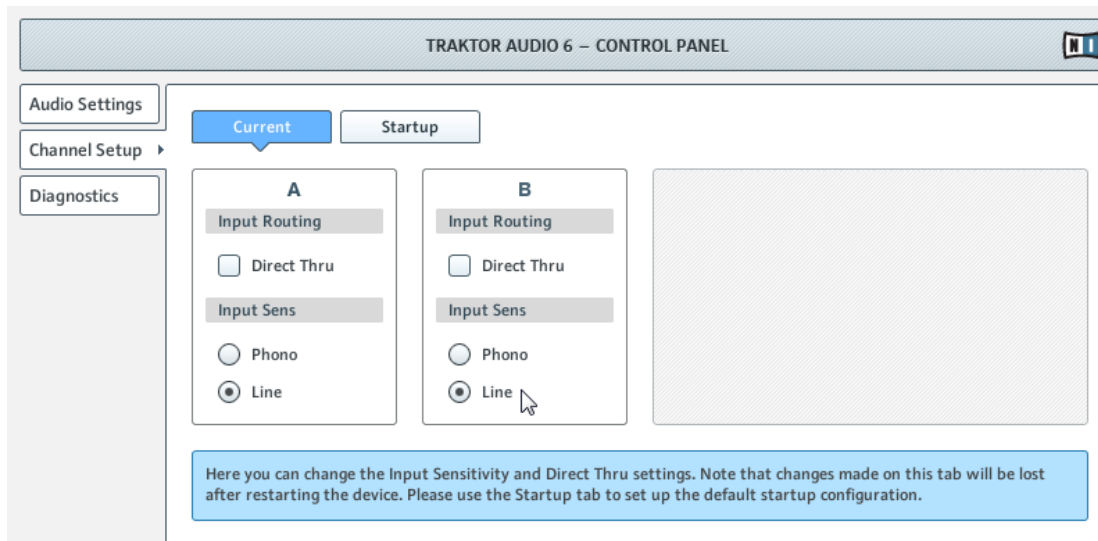 TRAKTOR AUDIO 6 – CONTROL PANEL
NI
Audio Settings
Channel Setup
Diagnostics
Current
Startup
A
Input Routing
Direct Thru
Input Sens
Phono
Line
B
Input Routing
Direct Thru
Input Sens
Phono
Line
Here you can change the Input Sensitivity and Direct Thru settings. Note that changes made on this tab will be lost
after restarting the device. Please use the Startup tab to set up the default startup configuration.